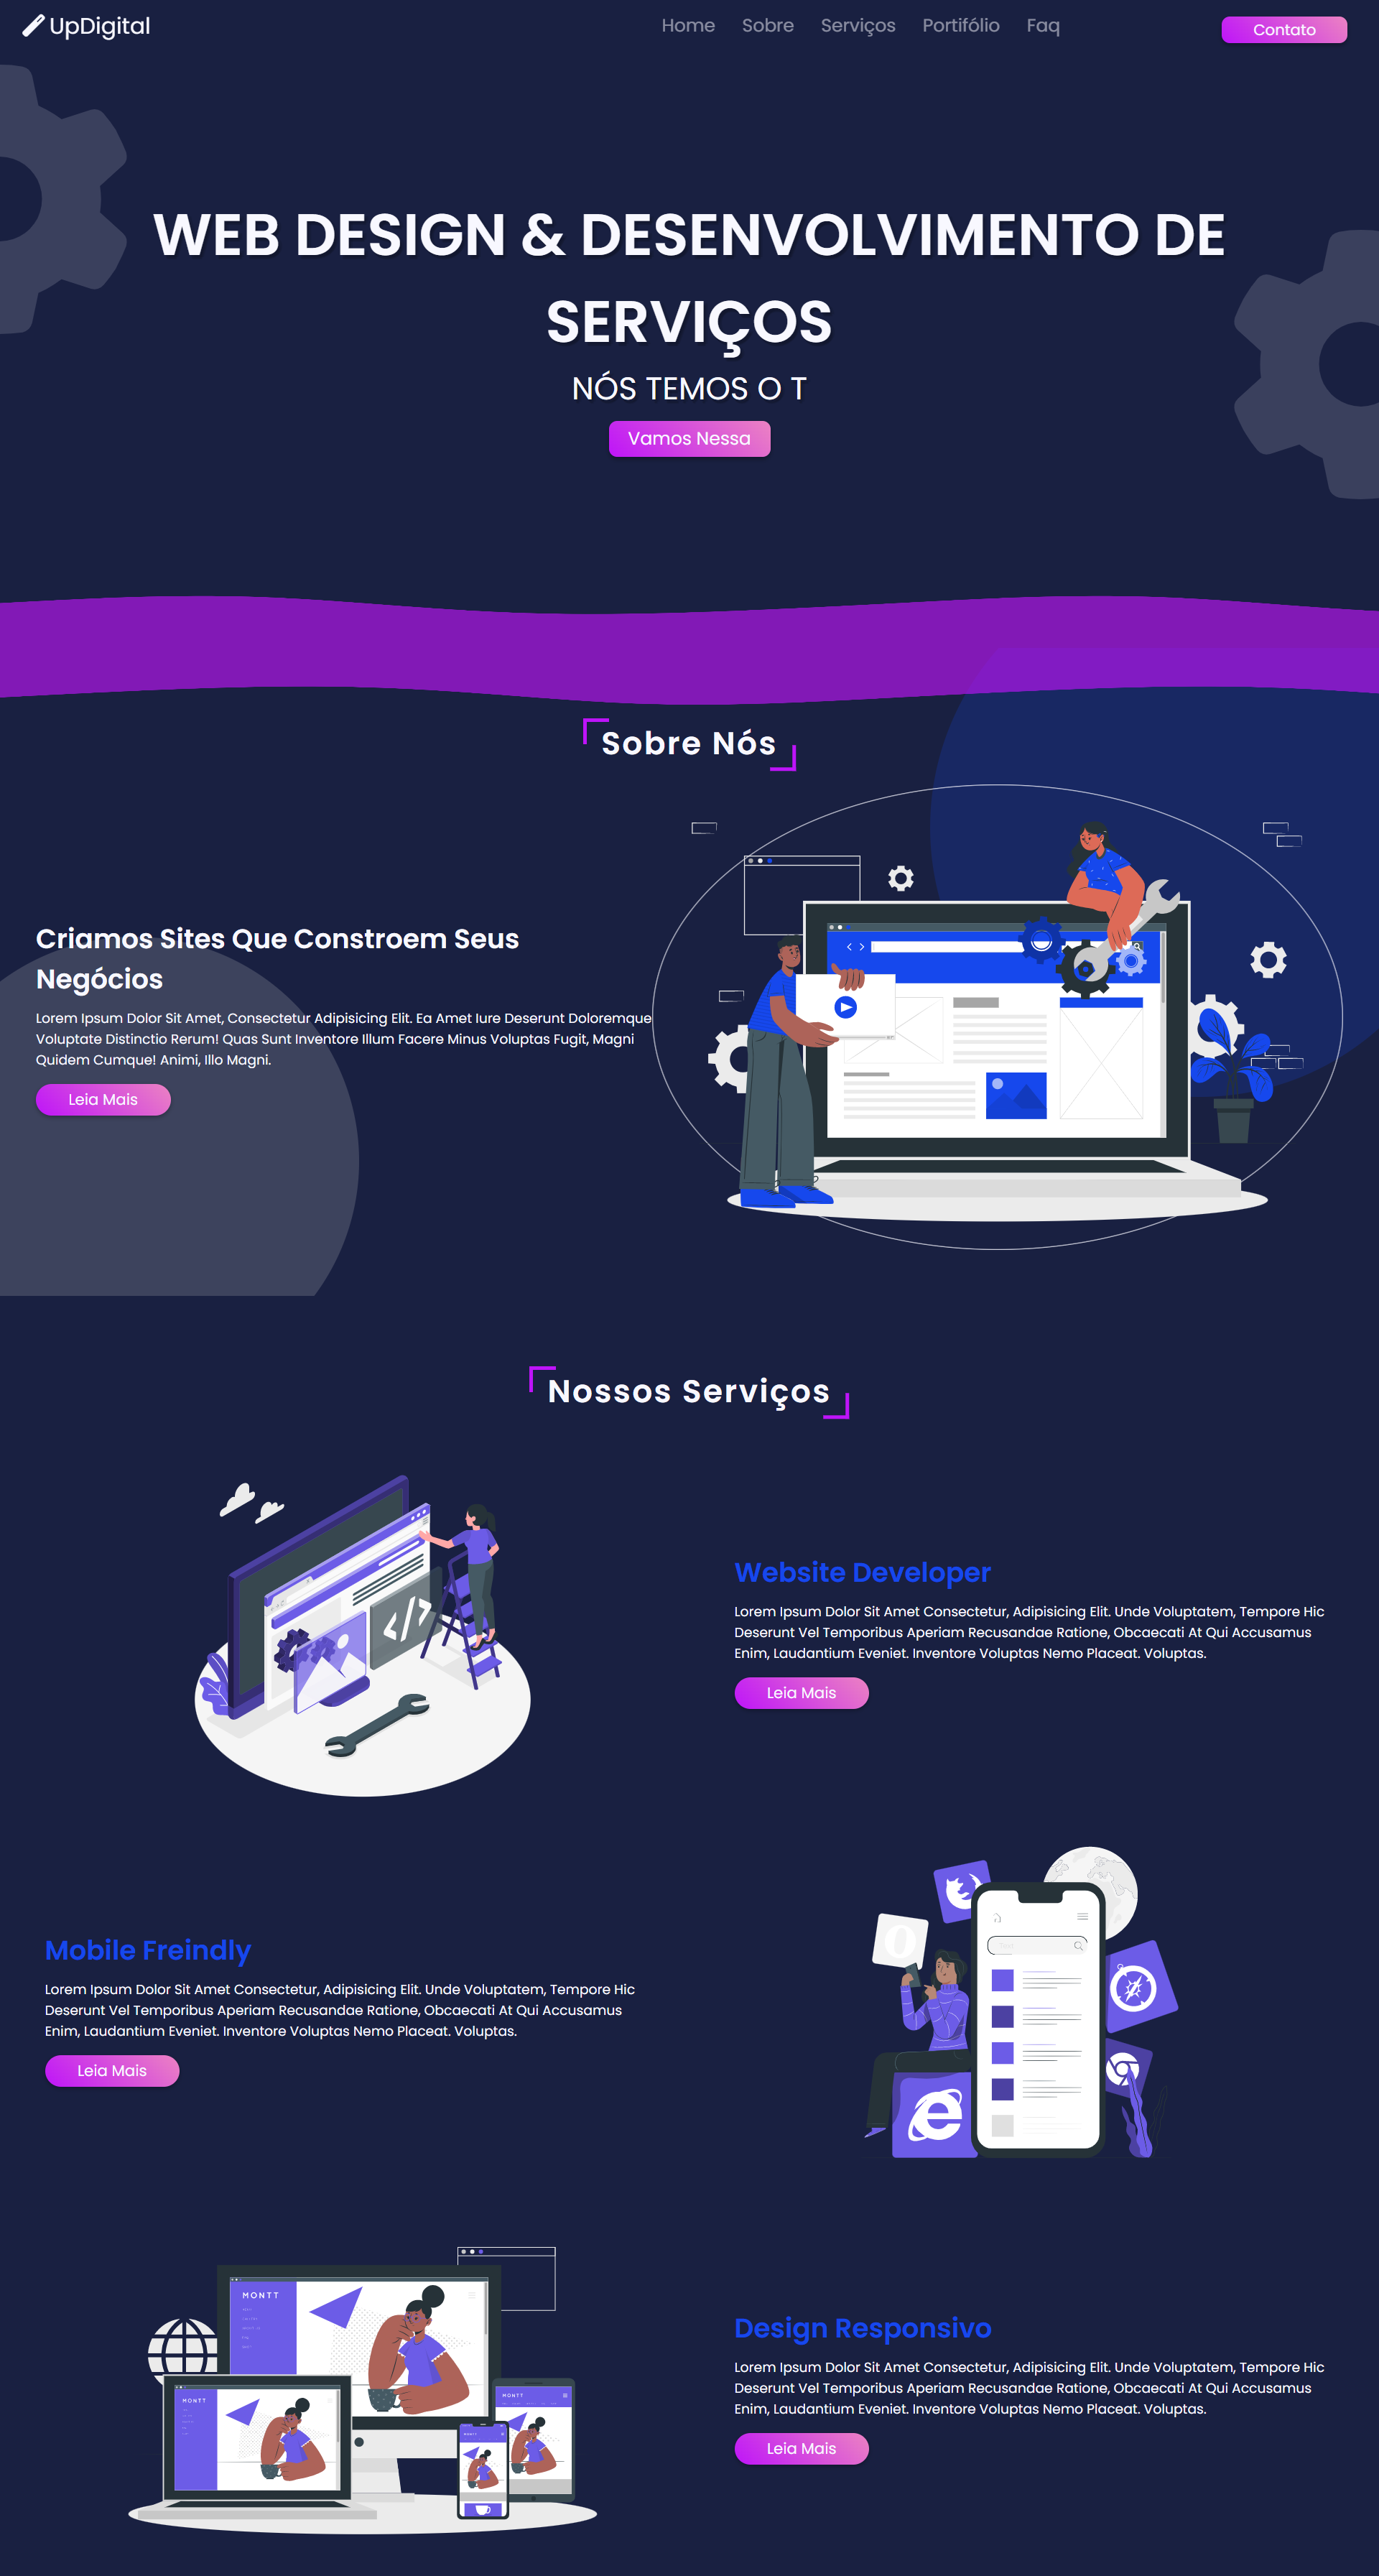 UpDigital
Home Sobre Serviços Portifólio Faq
Contato
WEB DESIGN & DESENVOLVIMENTO DE
SERVIÇOS
NÓS TEMOS O T
Vamos Nessa
Sobre Nós
Criamos Sites Que Constroem Seus
Negócios
Lorem Ipsum Dolor Sit Amet, Consectetur Adipisicing Elit. Ea Amet Iure Deserunt Doloremque
Voluptate Distinctio Rerum! Quas Sunt Inventore Illum Facere Minus Voluptas Fugit, Magni
Quidem Cumque! Animi, Illo Magni.
Leia Mais
Nossos Serviços
</>
Website Developer
Lorem Ipsum Dolor Sit Amet Consectetur, Adipisicing Elit. Unde Voluptatem, Tempore Hic
Deserunt Vel Temporibus Aperiam Recusandae Ratione, Obcaecati At Qui Accusamus
Enim, Laudantium Eveniet. Inventore Voluptas Nemo Placeat. Voluptas.
Leia Mais
Mobile Freindly
Lorem Ipsum Dolor Sit Amet Consectetur, Adipisicing Elit. Unde Voluptatem, Tempore Hic
Deserunt Vel Temporibus Aperiam Recusandae Ratione, Obcaecati At Qui Accusamus
Enim, Laudantium Eveniet. Inventore Voluptas Nemo Placeat. Voluptas.
Leia Mais
MONTT
MONTT
MONTT
Design Responsivo
Lorem Ipsum Dolor Sit Amet Consectetur, Adipisicing Elit. Unde Voluptatem, Tempore Hic
Deserunt Vel Temporibus Aperiam Recusandae Ratione, Obcaecati At Qui Accusamus
Enim, Laudantium Eveniet. Inventore Voluptas Nemo Placeat. Voluptas.
Leia Mais